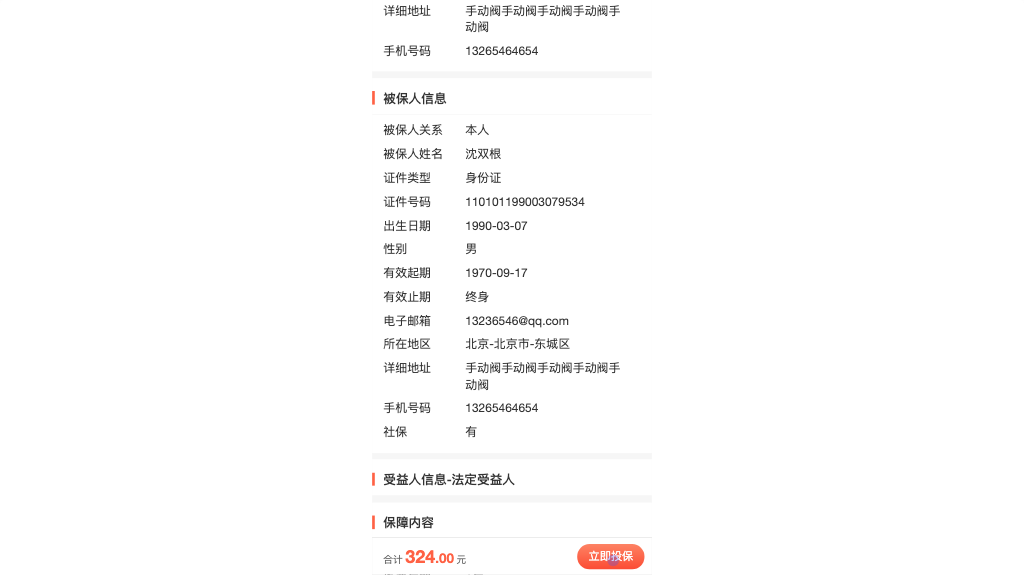 详细地址 手动阀手动阀手动阀手动阀手
动阀
手机号码 13265464654
被保人信息
被保人关系 本人
被保人姓名 沈双根
证件类型 身份证
证件号码 110101199003079534
出生日期 1990-03-07
性别 男
有效起期 1970-09-17
有效止期 终身
电子邮箱 13236546@qq.com
所在地区 北京-北京市-东城区
详细地址 手动阀手动阀手动阀手动阀手
动阀
手机号码 13265464654
社保 有
受益人信息-法定受益人
保障内容
合计 324.00 元 立即投保